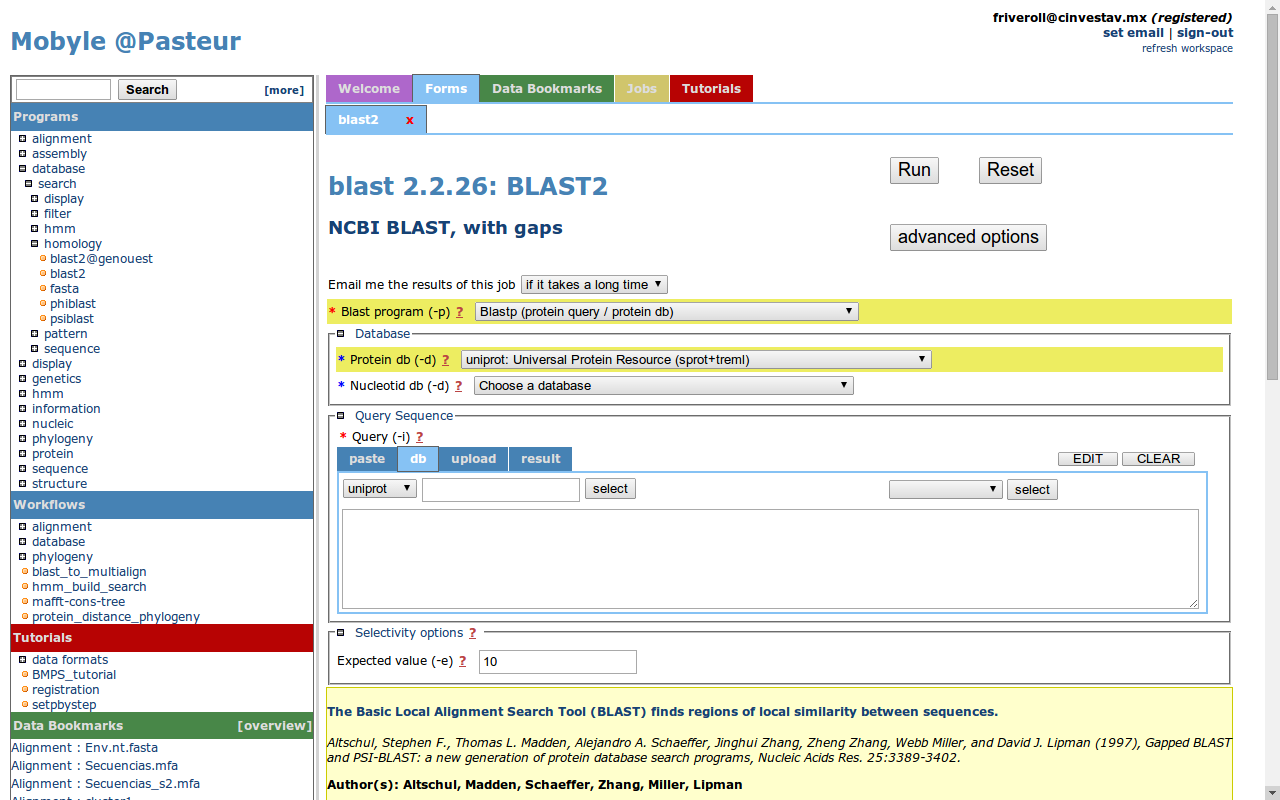 friveroll@cinvestav.mx (registered)
Mobyle @Pasteur
set email | sign-out
refresh workspace
Search
[more]
Programs
alignment
assembly
database
search
display
filter
hmm
homology
blast2@genouest
blast2
fasta
phiblast
psiblast
pattern
sequence
display
genetics
hmm
information
nucleic
phylogeny
protein
sequence
structure
Workflows
alignment
database
phylogeny
blast_to_multialign
hmm_build_search
mafft-cons-tree
protein_distance_phylogeny
Tutorials
data formats
BMPS_tutorial
registration
setpbystep
Data Bookmarks [overview]
Alignment : Env.nt.fasta
Alignment : Secuencias.mfa
Alignment : Secuencias_s2.mfa
Alignment : cluster1
Welcome Forms Data Bookmarks Jobs Tutorials
blast2 x
blast 2.2.26: BLAST2
Run Reset
NCBI BLAST, with gaps
advanced options
Email me the results of this job if it takes a long time
* Blast program (-p) ? Blastp (protein query / protein db)
Database
* Protein db (-d) ? uniprot: Universal Protein Resource (sprot+treml)
* Nucleotid db (-d) ? Choose a database
Query Sequence
* Query (-i) ?
paste db upload result
EDIT CLEAR
uniprot select select
Selectivity options ?
Expected value (-e) ? 10
The Basic Local Alignment Search Tool (BLAST) finds regions of local similarity between sequences.
Altschul, Stephen F., Thomas L. Madden, Alejandro A. Schaeffer, Jinghui Zhang, Zheng Zhang, Webb Miller, and David J. Lipman (1997), Gapped BLAST
and PSI-BLAST: a new generation of protein database search programs, Nucleic Acids Res. 25:3389-3402.
Author(s): Altschul, Madden, Schaeffer, Zhang, Miller, Lipman